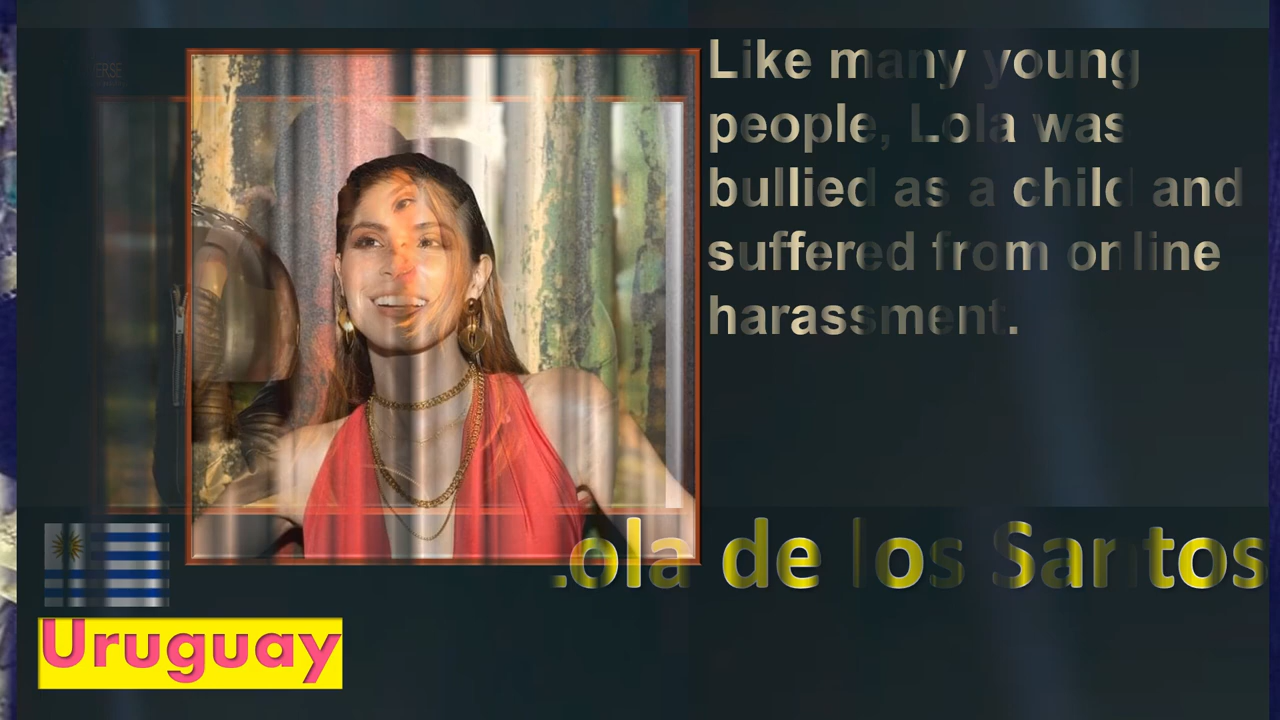 Like many young
people, Lola was
bullied as a child and
suffered from online
harassment.
Lola de los Santos
Uruguay